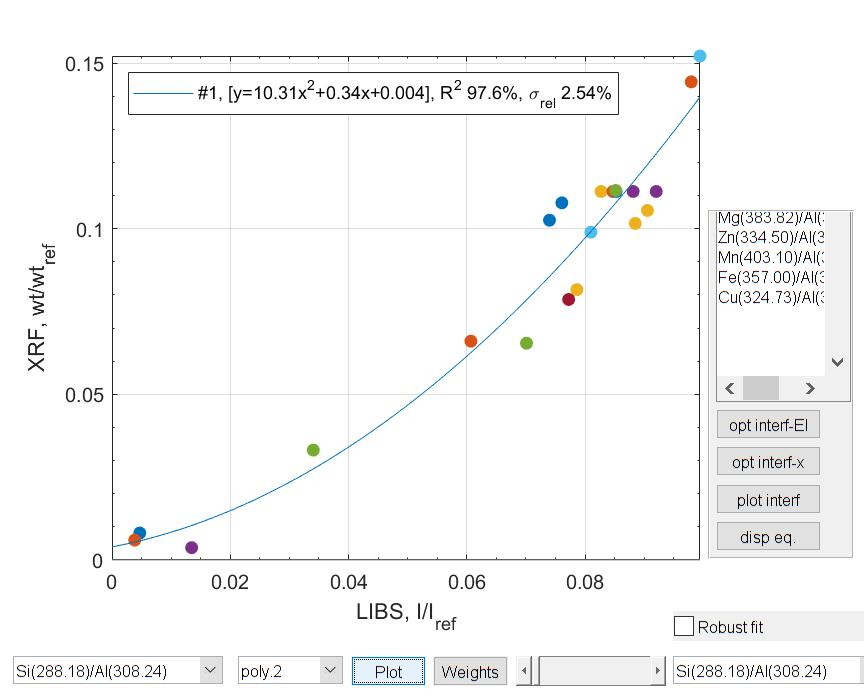 0.15
#1, [y=10.31x²+0.34x+0.004], R² 97.6%, σrel 2.54%
0.1
0.05
0
XRF, wt/wtref
0 0.02 0.04 0.06 0.08
LIBS, I/Iref
Mg(383.82)/Al(3
Zn(334.50)/Al(3
Mn(403.10)/Al(3
Fe(357.00)/Al(3
Cu(324.73)/Al(3
opt interf-El
opt interf-x
plot interf
disp eq.
Robust fit
Si(288.18)/Al(308.24) poly.2 Plot Weights Si(288.18)/Al(308.24)